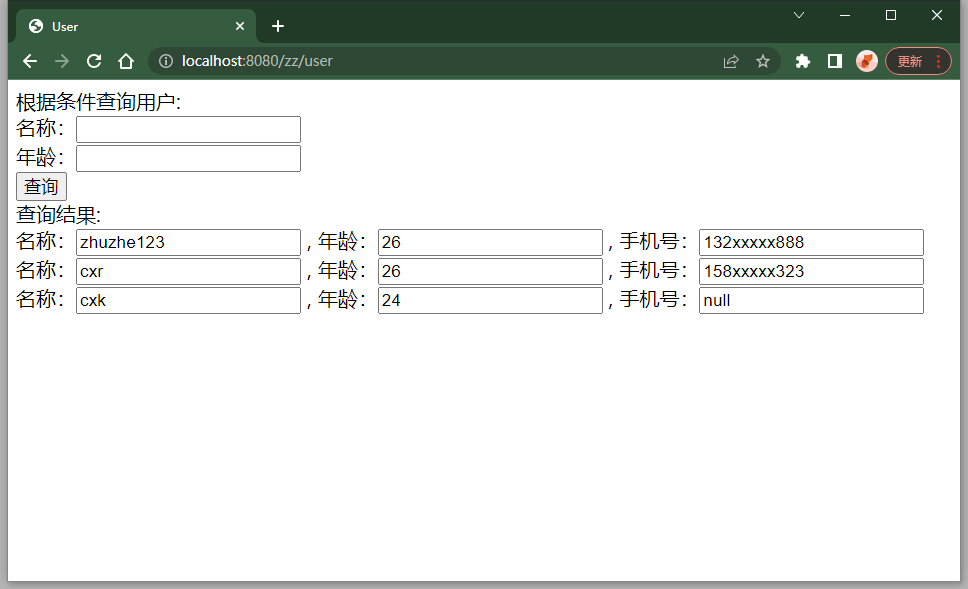 User
localhost:8080/zz/user
更新
根据条件查询用户:
名称：
年龄：
查询
查询结果:
名称：zhuzhe123 , 年龄：26 , 手机号：132xxxxx888
名称：cxr , 年龄：26 , 手机号：158xxxxx323
名称：cxk , 年龄：24 , 手机号：null